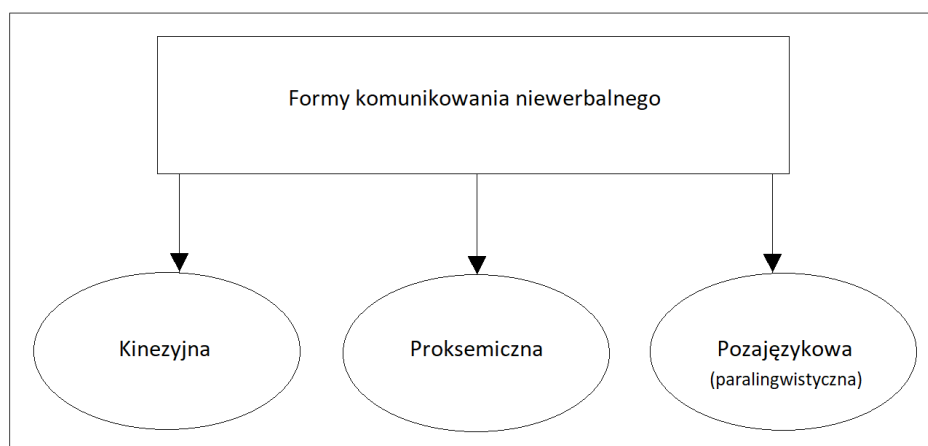 Formy komunikowania niewerbalnego
Kinezyjna
Proksemiczna
Pozajęzykowa
(paralingwistyczna)